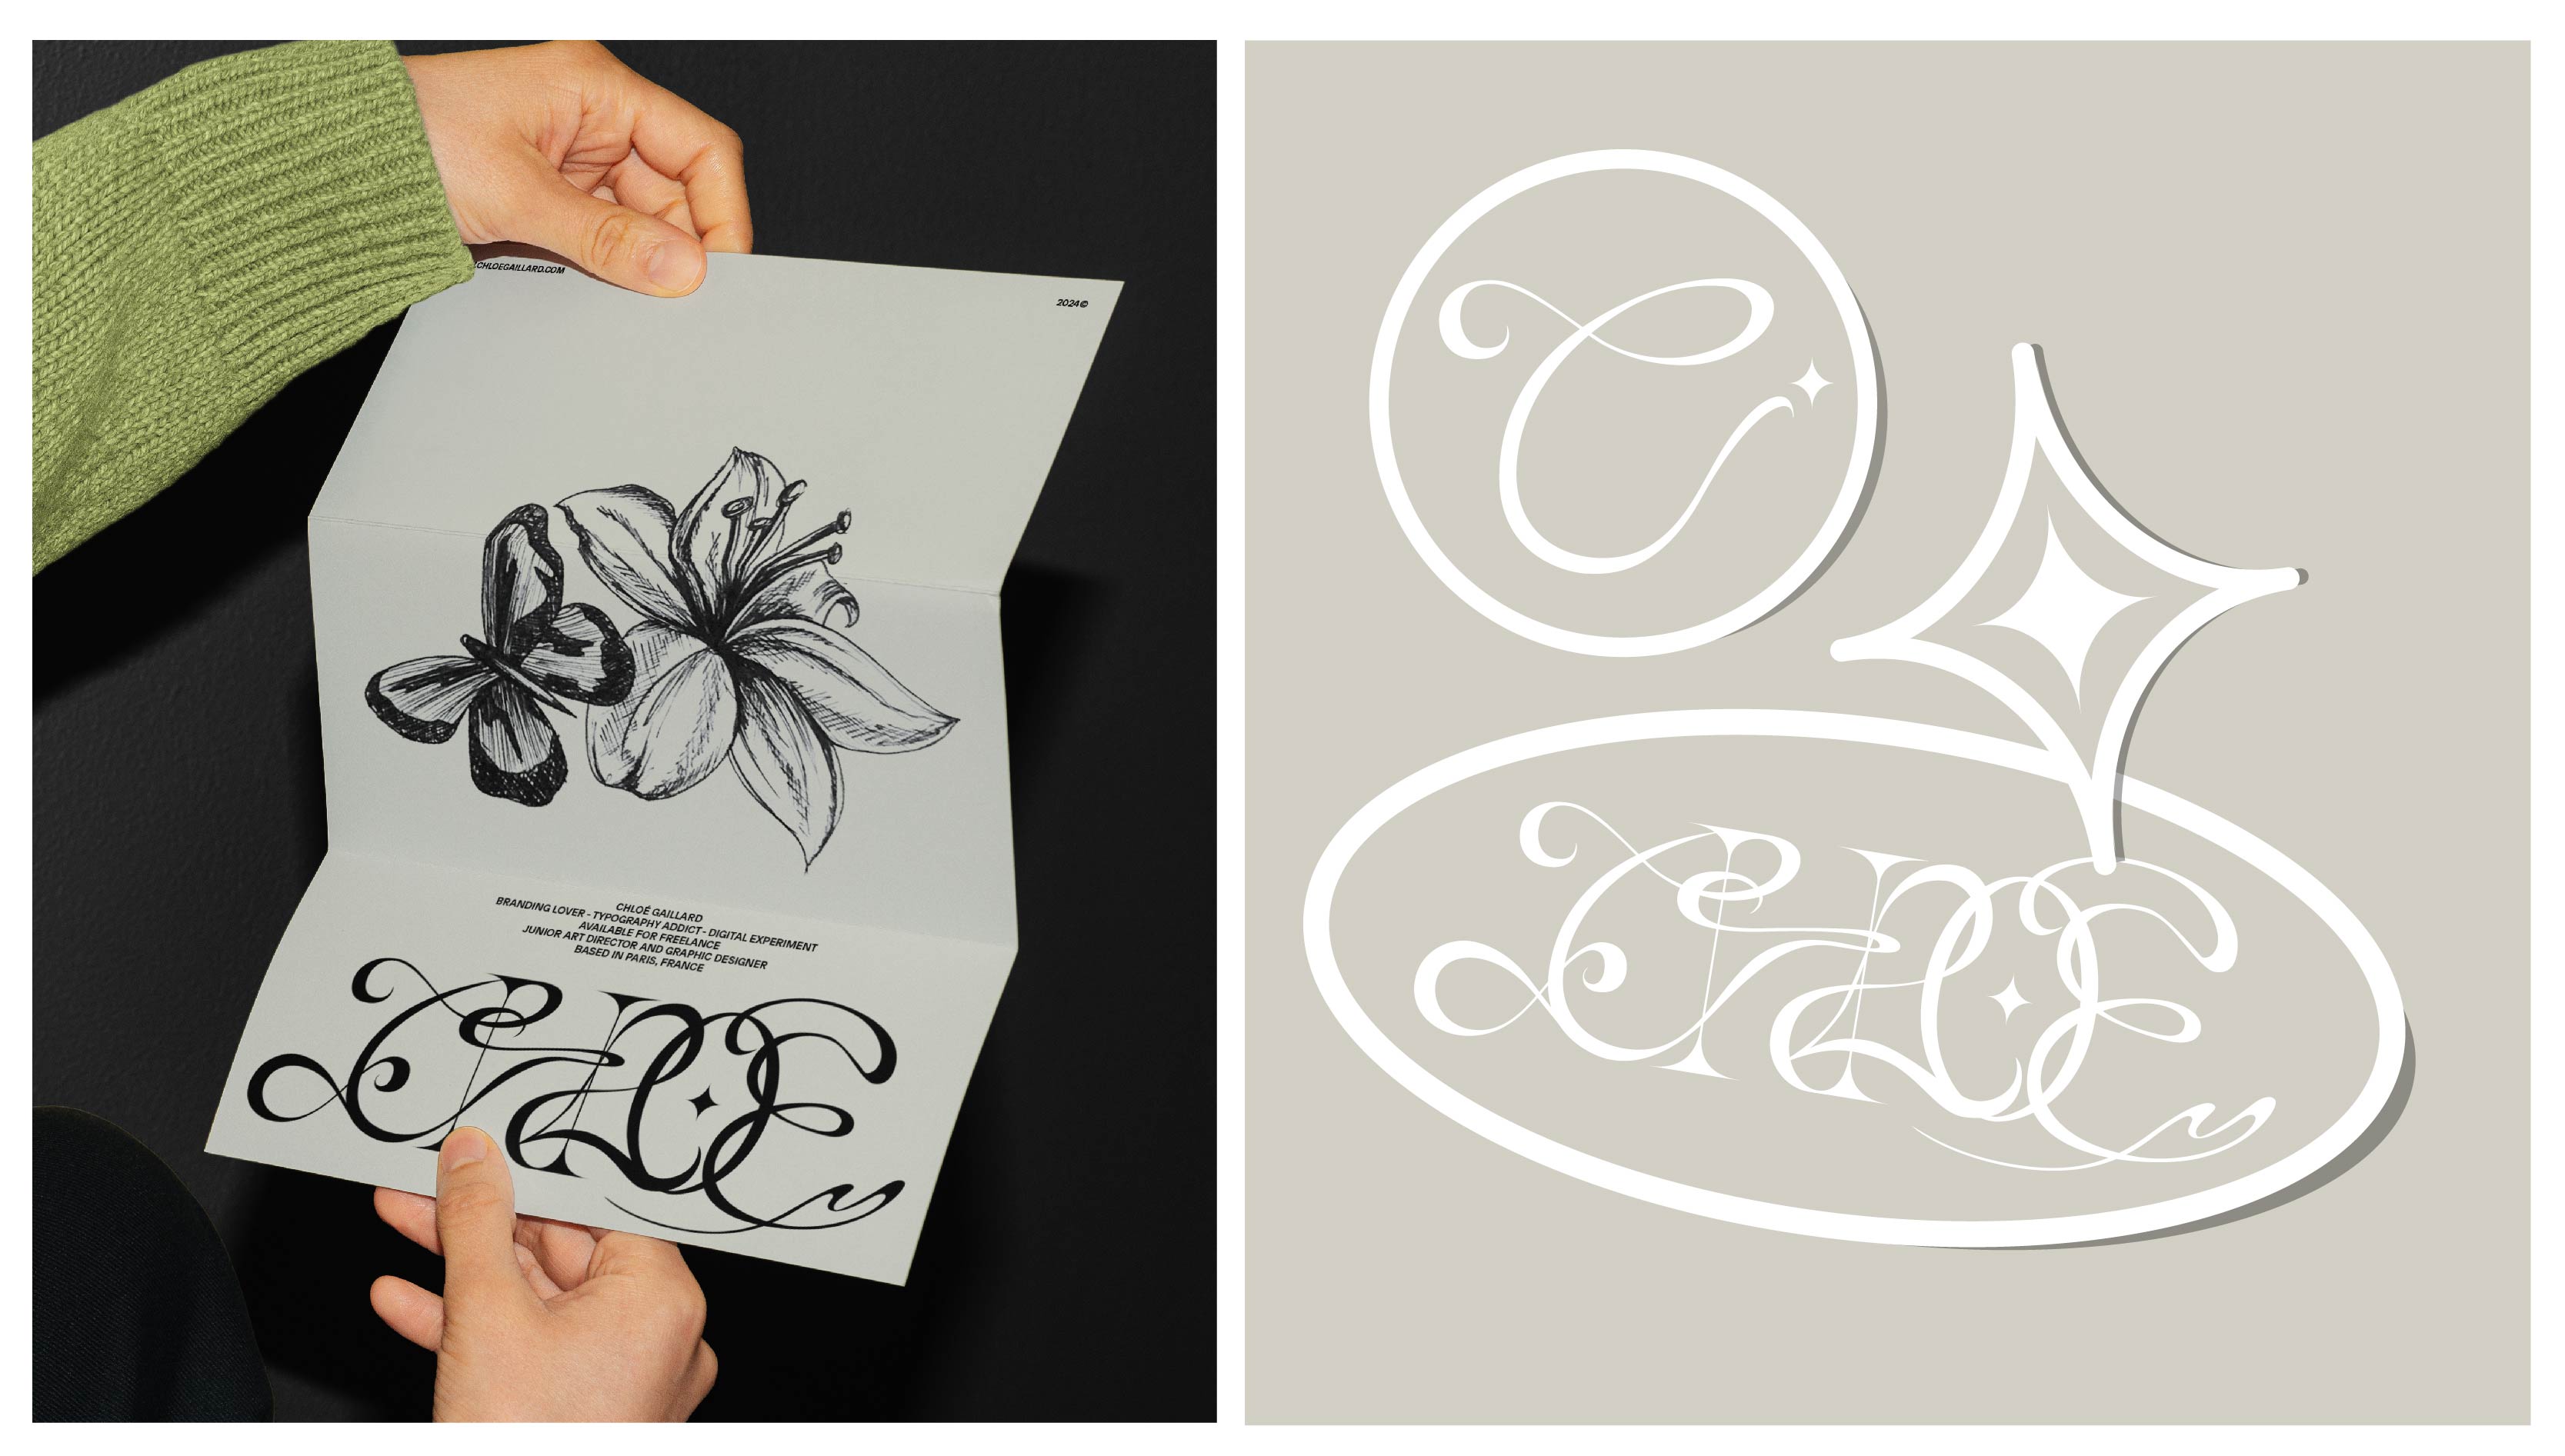 CHLOEGAILLARD.COM
2024©
CHLOÉ GAILLARD
BRANDING LOVER - TYPOGRAPHY ADDICT - DIGITAL EXPERIMENT
AVAILABLE FOR FREELANCE
JUNIOR ART DIRECTOR AND GRAPHIC DESIGNER
BASED IN PARIS, FRANCE
CHLOÉ
C
CHLOÉ